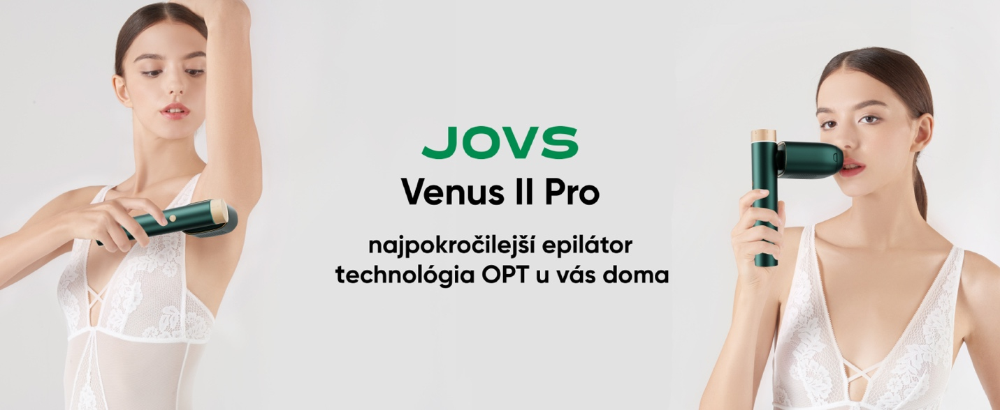 JOVS
Venus II Pro
najpokročilejší epilátor
technológia OPT u vás doma